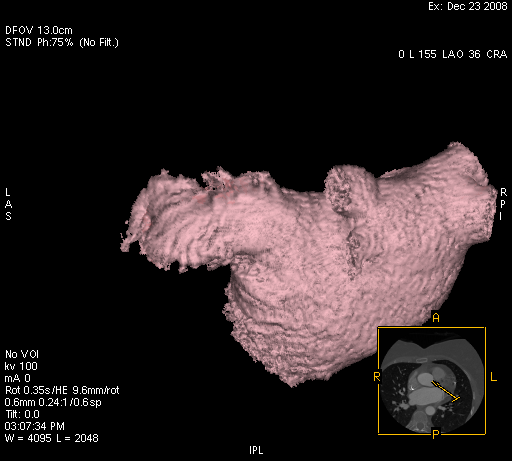 Ex: Dec 23 2008
DFOV 13.0cm
STND Ph:75% (No Filt.)
0 L 155 LAO 36 CRA
L
A
S
R
P
I
A
R
L
P
No VOI
kv 100
mA 0
Rot 0.35s/HE 9.6mm/rot
0.6mm 0.24:1/0.6sp
Tilt: 0.0
03:07:34 PM
W = 4095 L = 2048
IPL